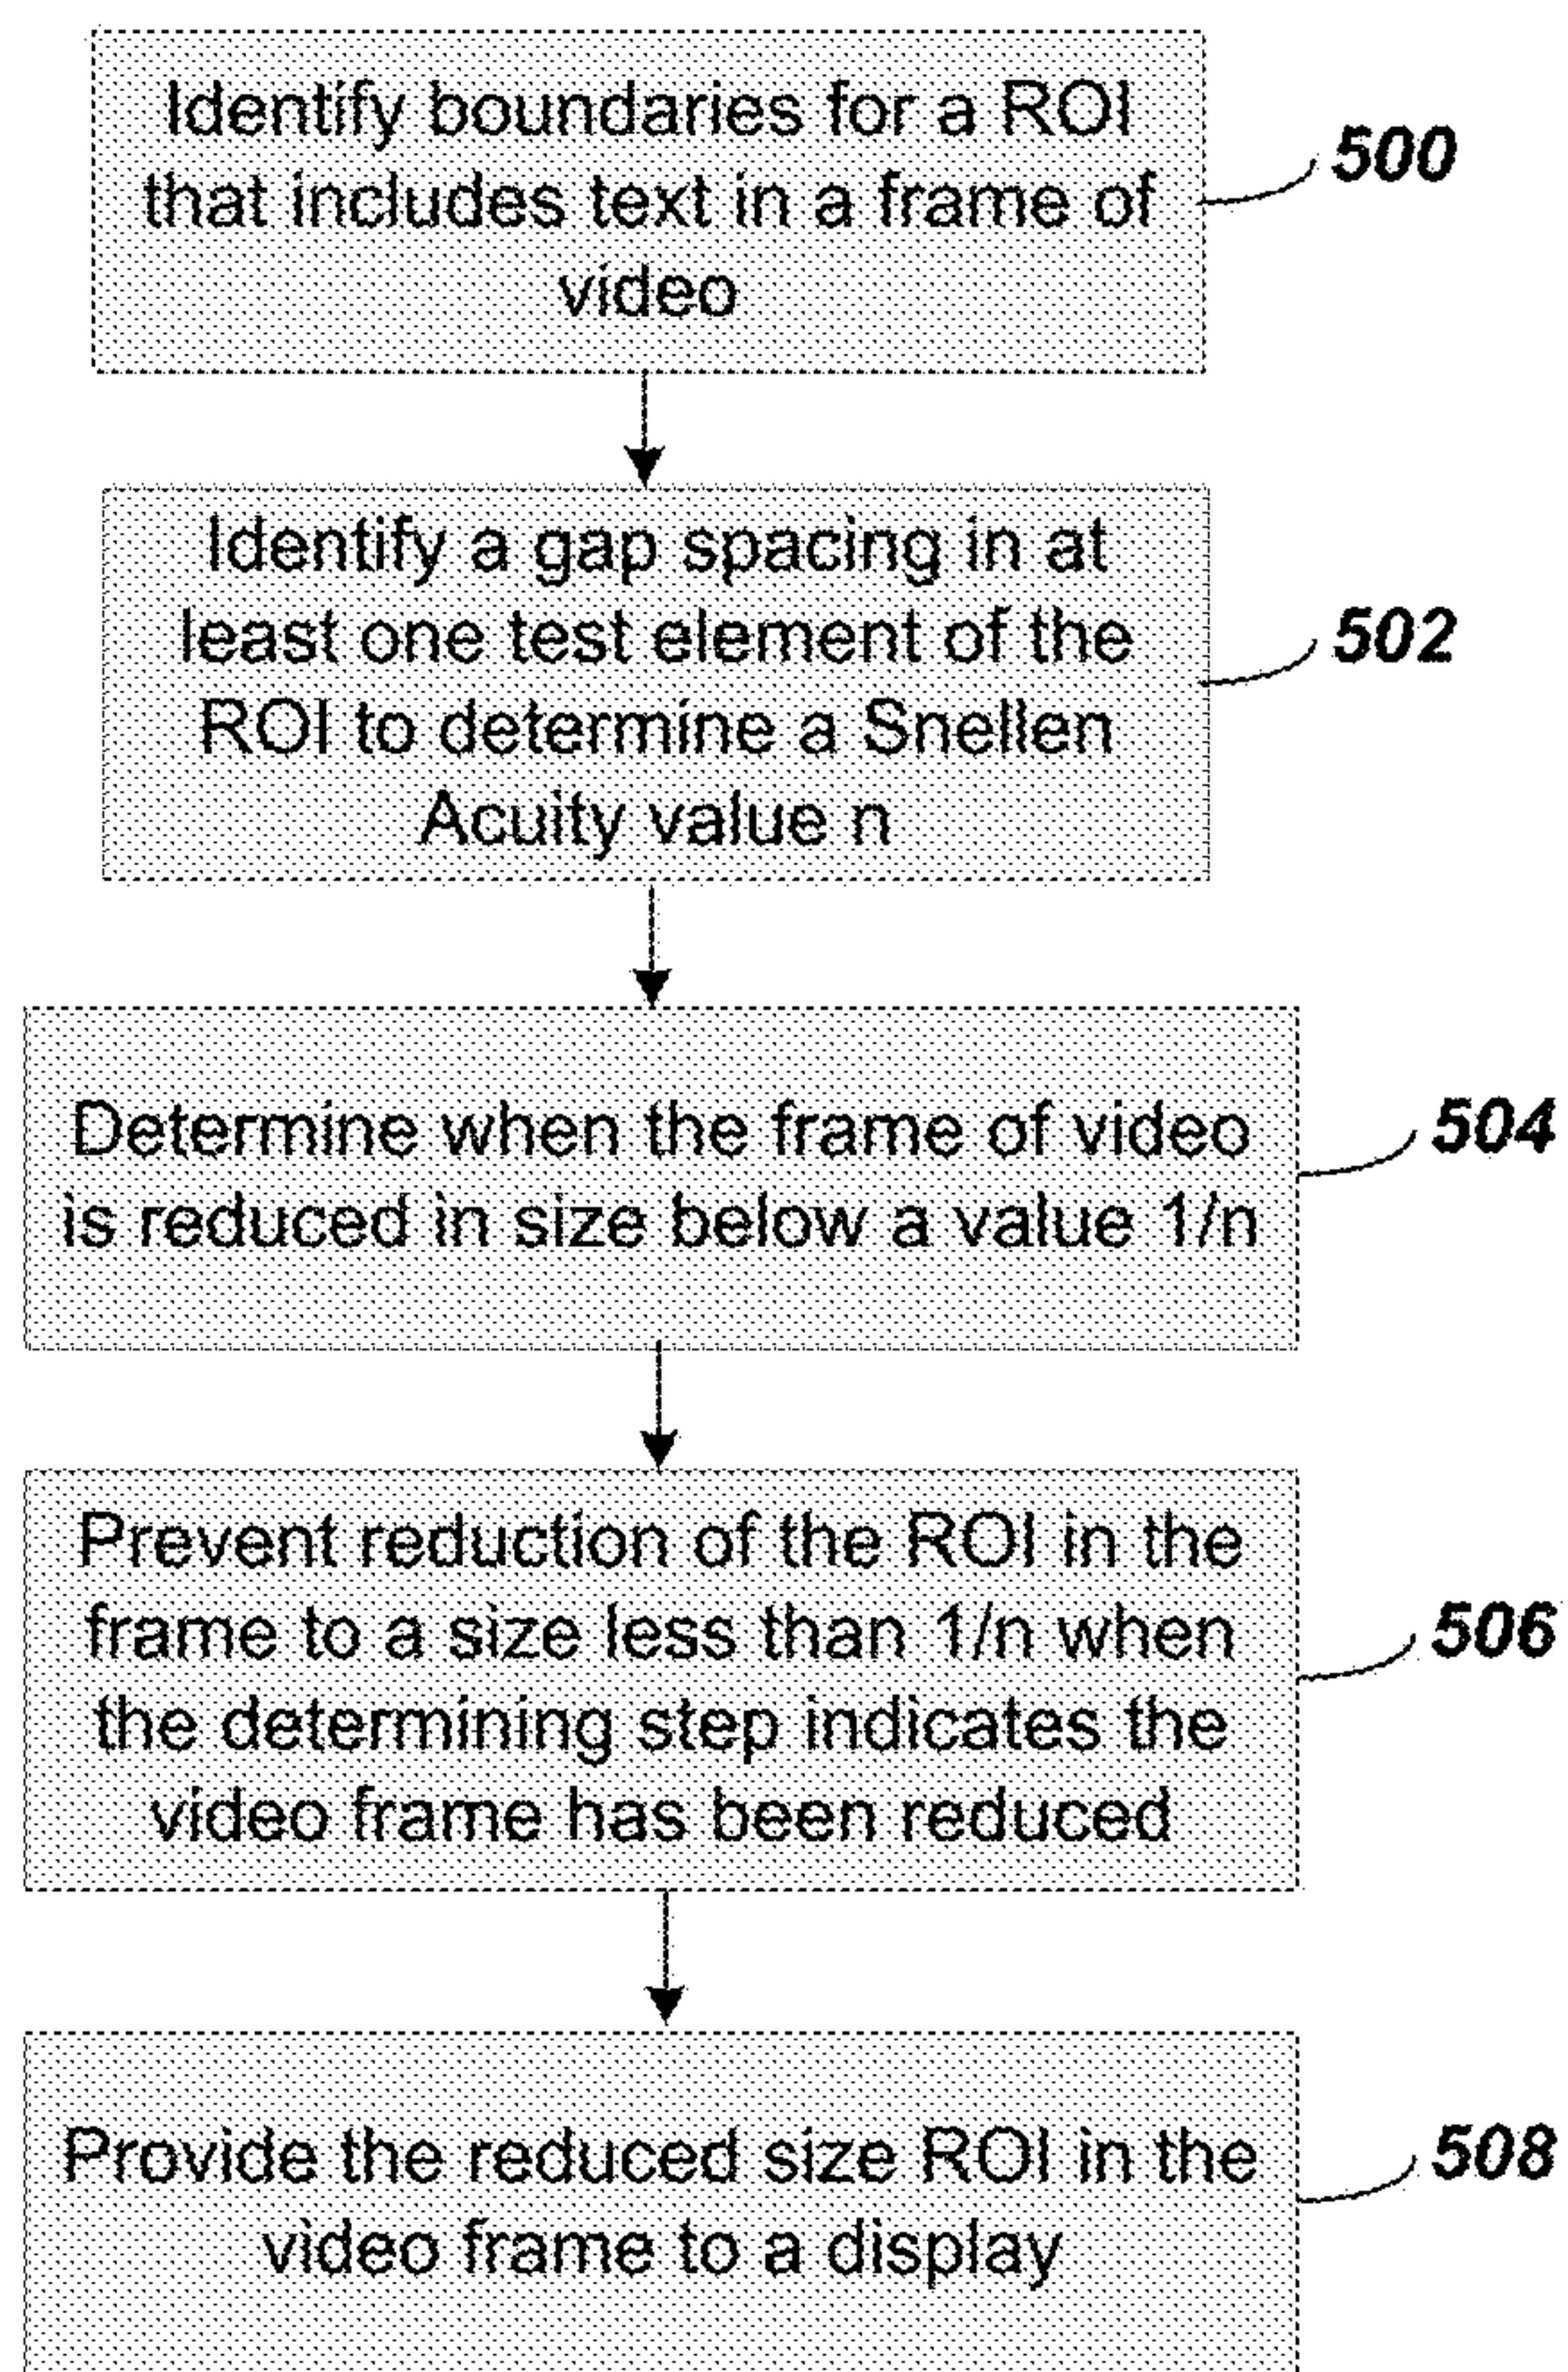 Identify boundaries for a ROI
that includes text in a frame of
video
500
Identify a gap spacing in at
least one test element of the
ROI to determine a Snellen
Acuity value n
502
Determine when the frame of video
is reduced in size below a value 1/n
504
Prevent reduction of the ROI in the
frame to a size less than 1/n when
the determining step indicates the
video frame has been reduced
506
Provide the reduced size ROI in the
video frame to a display
508